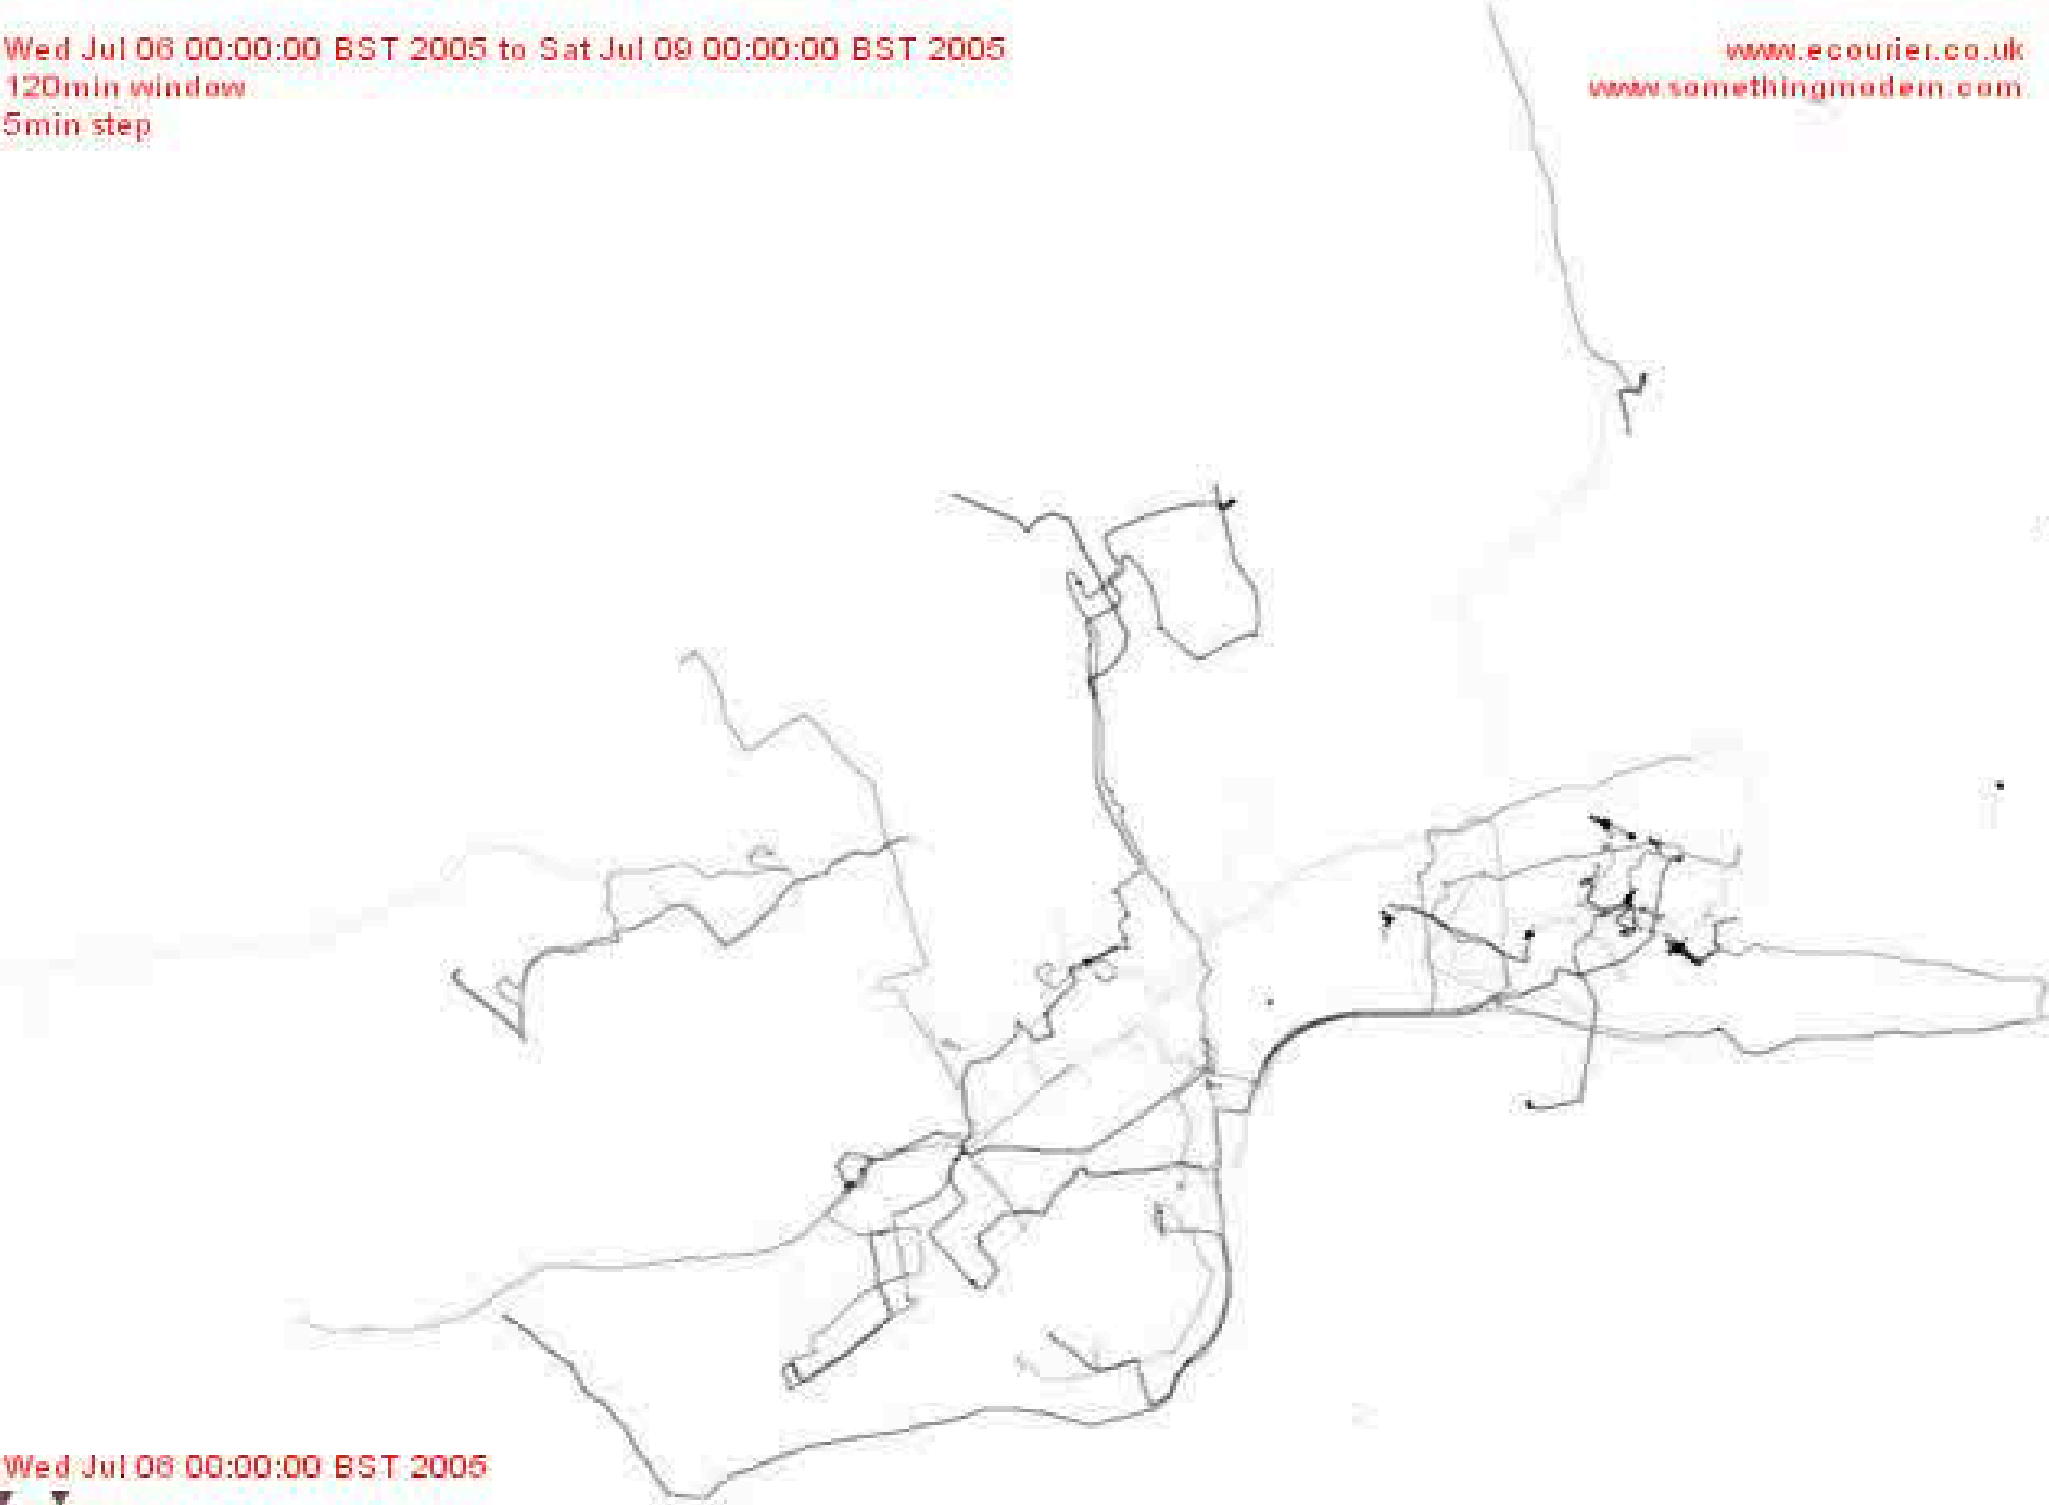 Wed Jul 06 00:00:00 BST 2005 to Sat Jul 09 00:00:00 BST 2005
120min window
5min step
www.ecourier.co.uk
www.somethingmodern.com
Wed Jul 06 00:00:00 BST 2005